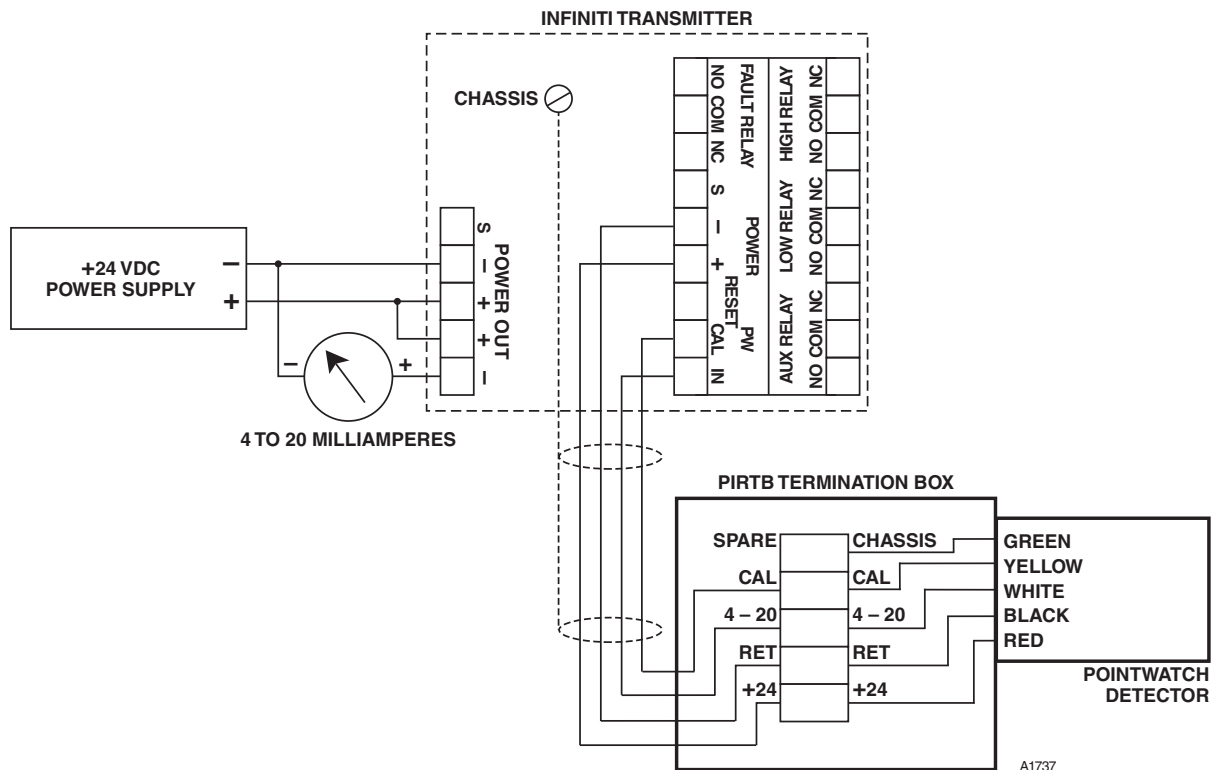 INFINITI TRANSMITTER
CHASSIS
NO COM NC
FAULT RELAY
HIGH RELAY
NO COM NC
S
–
+
POWER
LOW RELAY
NO COM NC
RESET
CAL
IN
PW
AUX RELAY
NO COM NC
+24 VDC
POWER SUPPLY
–
+
S
–
+
+
–
POWER OUT
–
+
4 TO 20 MILLIAMPERES
PIRTB TERMINATION BOX
SPARE
CHASSIS
GREEN
CAL
CAL
YELLOW
4 – 20
4 – 20
WHITE
RET
RET
BLACK
+24
+24
RED
POINTWATCH
DETECTOR
A1737